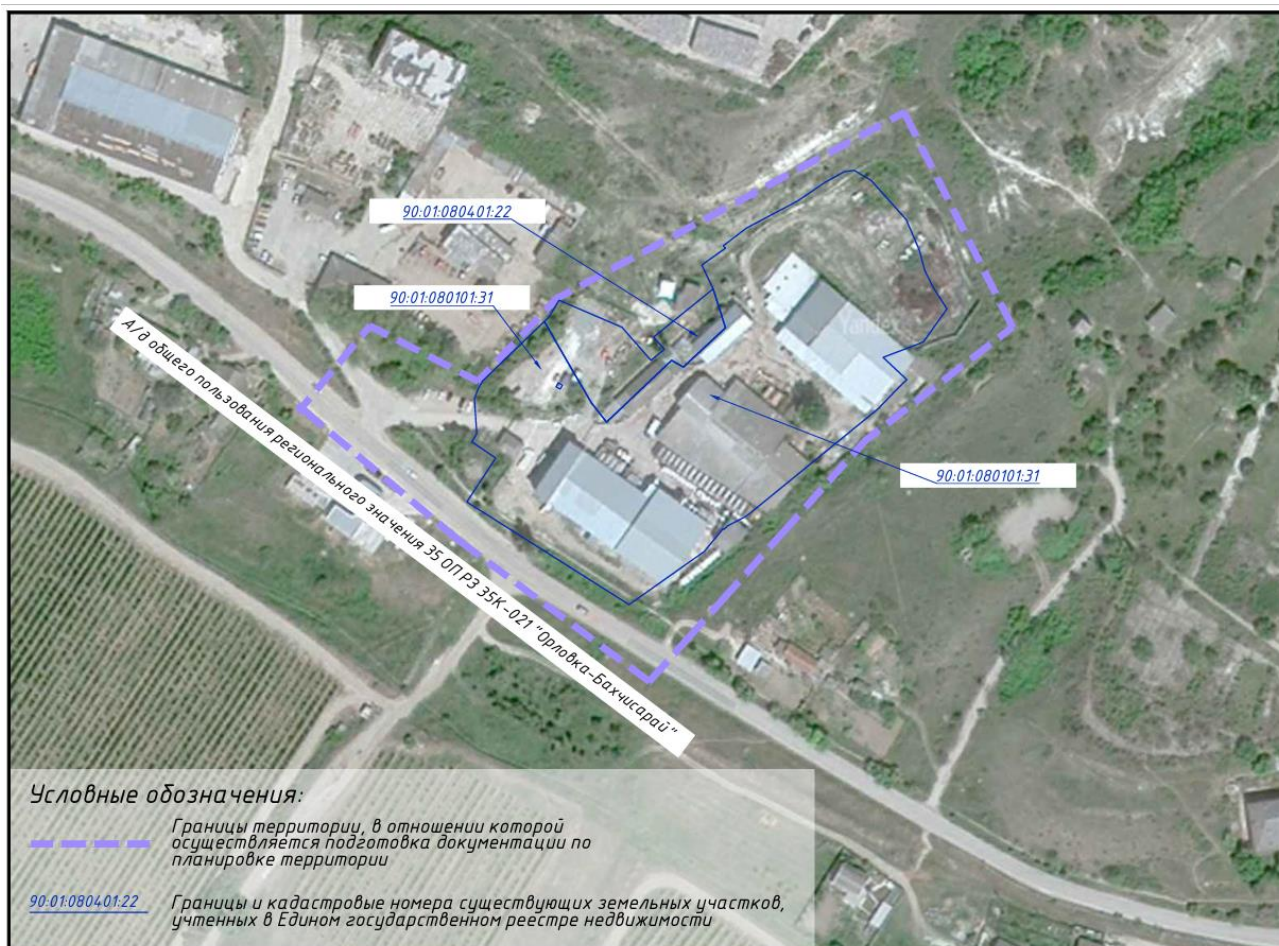 90:01:080401:22
90:01:080101:31
А/д общего пользования регионального значения 35 ОП РЗ 35К-021 "Орловка-Бахчисарай"
Yandex
90:01:080101:31
Условные обозначения:
Границы территории, в отношении которой
осуществляется подготовка документации по
планировке территории
90:01:080401:22
Границы и кадастровые номера существующих земельных участков,
учтенных в Едином государственном реестре недвижимости